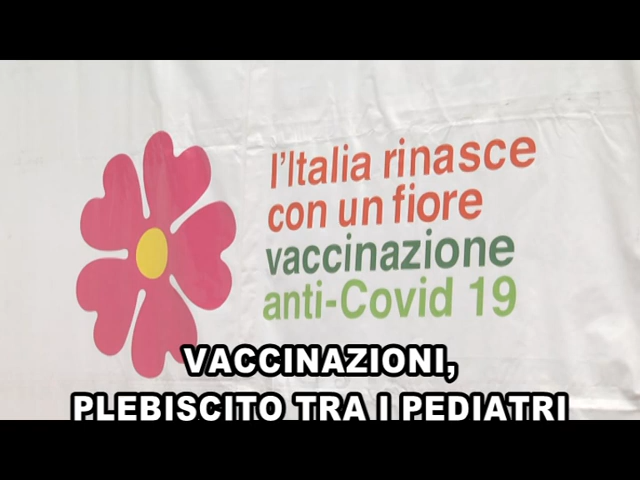 l'Italia rinasce
con un fiore
vaccinazione
anti-Covid 19
VACCINAZIONI,
PLEBISCITO TRA I PEDIATRI